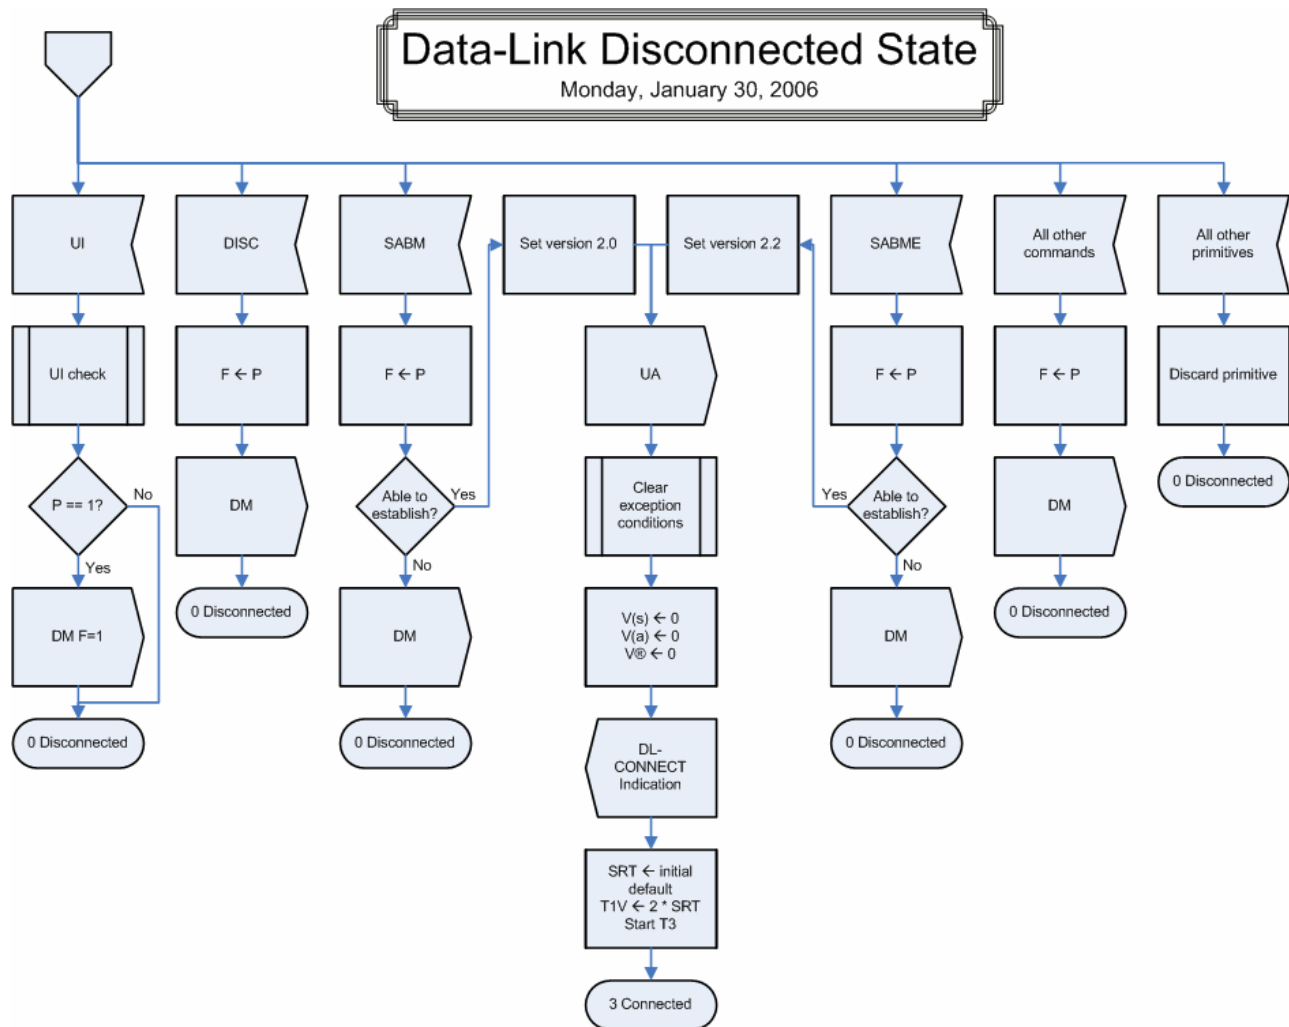 Data-Link Disconnected State
Monday, January 30, 2006
UI
DISC
SABM
Set version 2.0
Set version 2.2
SABME
All other
commands
All other
primitives
UI check
F ← P
F ← P
UA
F ← P
F ← P
Discard primitive
P == 1?
No
Yes
DM
Able to
establish?
Yes
No
Clear
exception
conditions
Yes
Able to
establish?
No
DM
0 Disconnected
DM F=1
0 Disconnected
DM
V(s) ← 0
V(a) ← 0
V® ← 0
DM
0 Disconnected
0 Disconnected
0 Disconnected
DL-
CONNECT
Indication
0 Disconnected
SRT ← initial
default
T1V ← 2 * SRT
Start T3
3 Connected